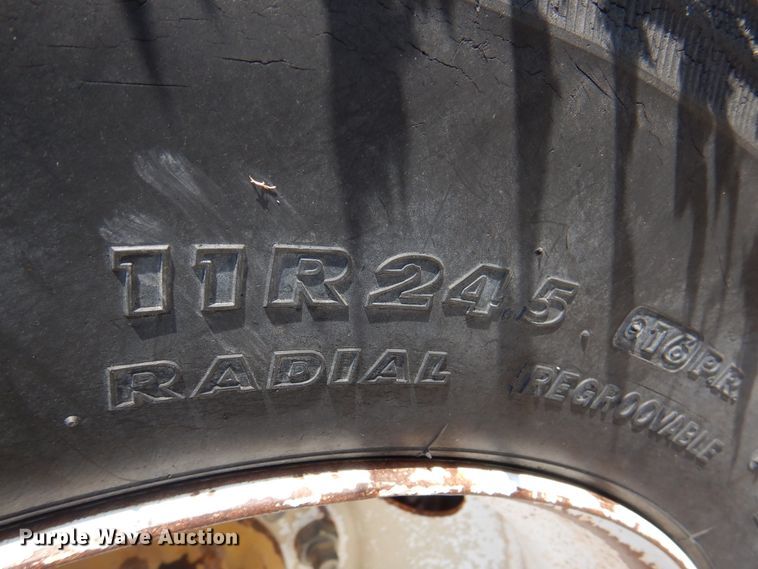 11R24.5 16 P.R.
RADIAL REGROOVABLE
Purple Wave Auction